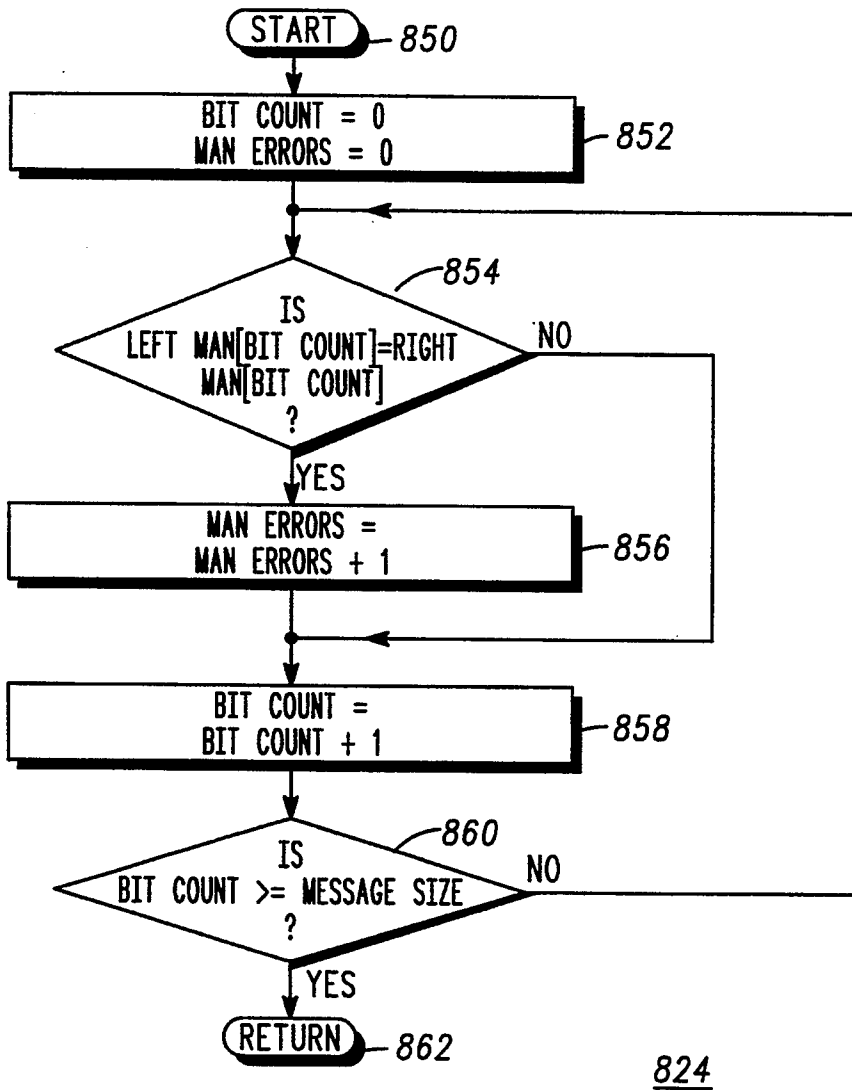 START
850
BIT COUNT = 0
MAN ERRORS = 0
852
854
IS
LEFT MAN[BIT COUNT]=RIGHT
MAN[BIT COUNT]
?
NO
YES
MAN ERRORS =
MAN ERRORS + 1
856
BIT COUNT =
BIT COUNT + 1
858
860
IS
BIT COUNT >= MESSAGE SIZE
?
NO
YES
RETURN
862
824